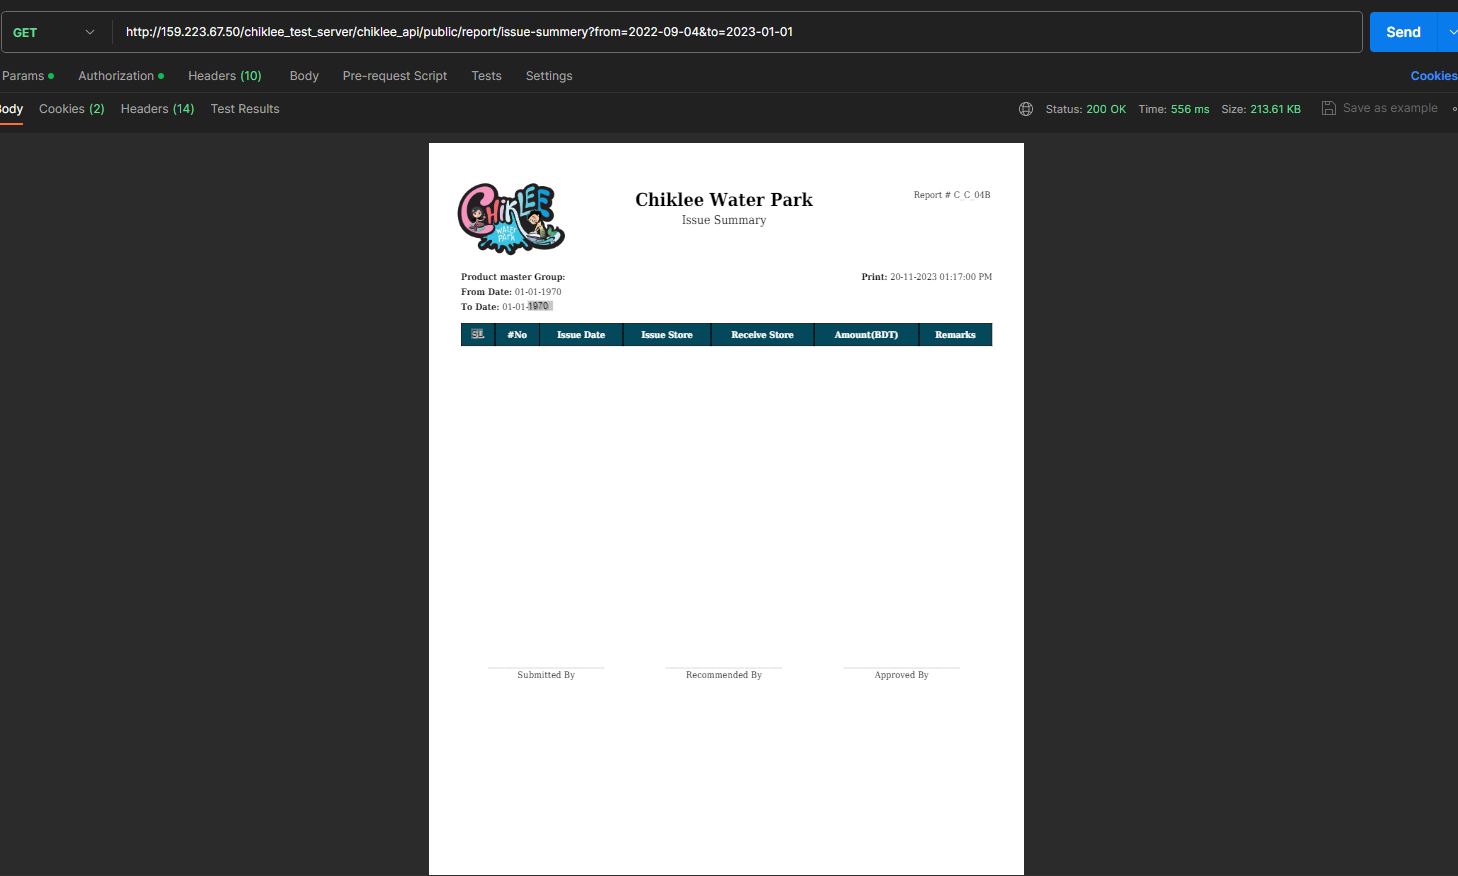 GET http://159.223.67.50/chiklee_test_server/chiklee_api/public/report/issue-summery?from=2022-09-04&to=2023-01-01 Send
Params Authorization Headers (10) Body Pre-request Script Tests Settings Cookies
Body Cookies (2) Headers (14) Test Results Status: 200 OK Time: 556 ms Size: 213.61 KB Save as example
CHIKLEE
WATER
PARK
Chiklee Water Park
Issue Summary
Report # C_C_04B
Product master Group:
Print: 20-11-2023 01:17:00 PM
From Date: 01-01-1970
To Date: 01-01-1970
SL #No Issue Date Issue Store Receive Store Amount(BDT) Remarks
Submitted By Recommended By Approved By